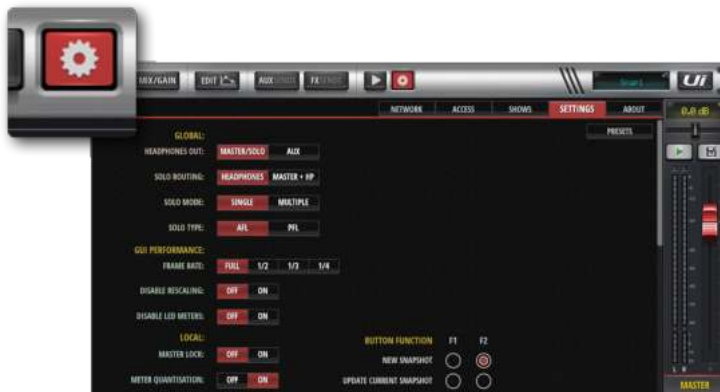 MIX/GAIN EDIT AUX SENDS FX SENDS Ui
NETWORK ACCESS SHOWS SETTINGS ABOUT 0.0 dB
GLOBAL: PRESETS
HEADPHONES OUT: MASTER/SOLO AUX
SOLO ROUTING: HEADPHONES MASTER + HP
SOLO MODE: SINGLE MULTIPLE
SOLO TYPE: AFL PFL
GUI PERFORMANCE:
FRAME RATE: FULL 1/2 1/3 1/4
DISABLE RESCALING: OFF ON
DISABLE LED METERS: OFF ON
LOCAL: BUTTON FUNCTION F1 F2
MASTER LOCK: OFF ON NEW SNAPSHOT
METER QUANTISATION: OFF ON UPDATE CURRENT SNAPSHOT
L R
MASTER